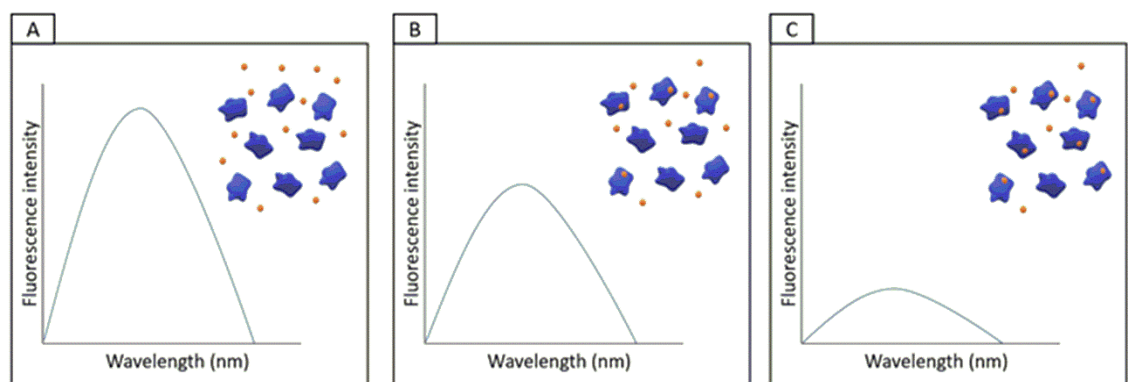 A
Fluorescence intensity
Wavelength (nm)
B
Fluorescence intensity
Wavelength (nm)
C
Fluorescence intensity
Wavelength (nm)